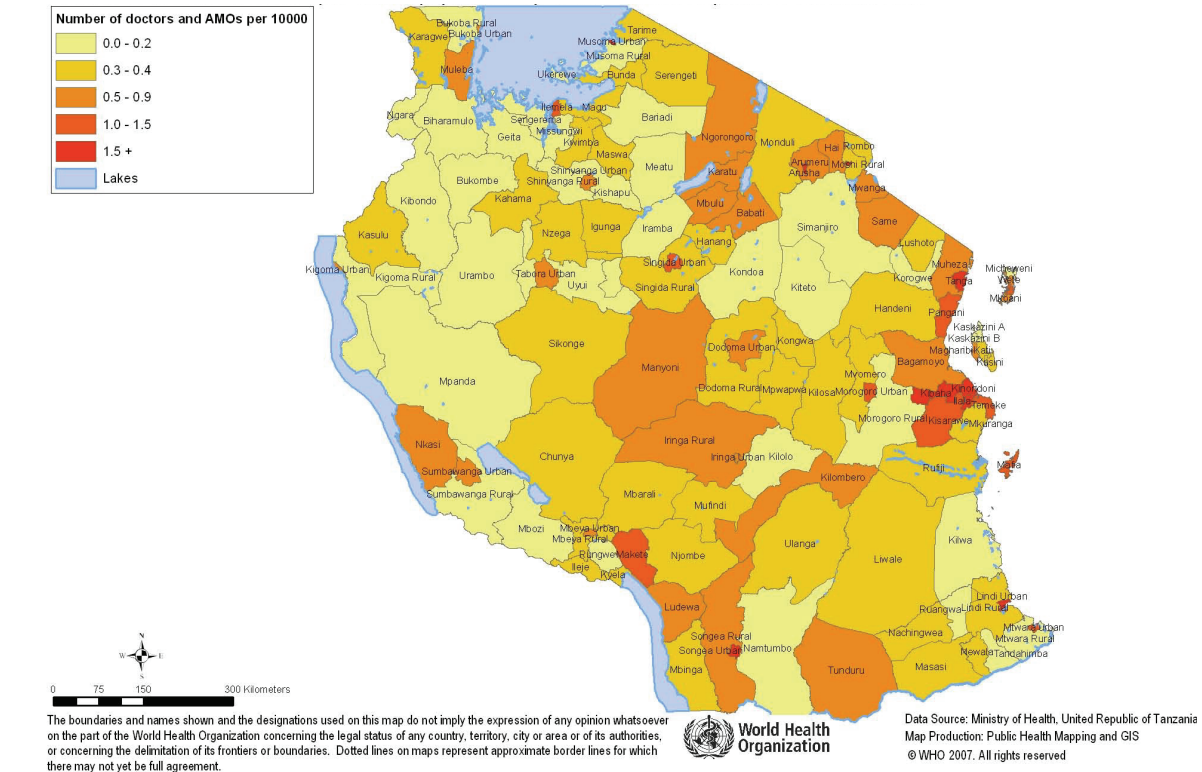 Number of doctors and AMOs per 10000
0.0 - 0.2
0.3 - 0.4
0.5 - 0.9
1.0 - 1.5
1.5 +
Lakes
Bukoba Rural
Karagwe
Bukoba Urban
Muleba
Tarime
Musoma Urban
Musoma Rural
Ukerewe
Bunda
Serengeti
Ngara
Biharamulo
Ilemela
Magu
Sengerema
Geita
Missungwi
Kwimba
Bariadi
Maswa
Meatu
Ngorongoro
Monduli
Hai
Rombo
Arumeru
Moshi Rural
Arusha
Karatu
Mwanga
Bukombe
Shinyanga Urban
Shinyanga Rural
Kishapu
Kibondo
Kahama
Mbulu
Babati
Same
Simanjiro
Kasulu
Nzega
Igunga
Iramba
Hanang
Lushoto
Kigoma Urban
Kigoma Rural
Urambo
Tabora Urban
Uyui
Singida Urban
Singida Rural
Kondoa
Kiteto
Korogwe
Muheza
Tanga
Micheweni
Wete
Mkoani
Handeni
Pangani
Kaskazini A
Kaskazini B
Magharibi
Kati
Kusini
Sikonge
Manyoni
Dodoma Urban
Kongwa
Bagamoyo
Mpanda
Dodoma Rural
Mpwapwa
Kilosa
Mvomero
Morogoro Urban
Morogoro Rural
Kibaha
Kinondoni
Ilala
Temeke
Kisarawe
Mkuranga
Nkasi
Sumbawanga Urban
Sumbawanga Rural
Chunya
Iringa Rural
Iringa Urban
Kilolo
Kilombero
Rufiji
Mafia
Mbarali
Mufindi
Mbozi
Mbeya Urban
Mbeya Rural
Rungwe
Makete
Ileje
Kyela
Njombe
Ulanga
Liwale
Kilwa
Ludewa
Ruangwa
Lindi Urban
Lindi Rural
Songea Rural
Songea Urban
Namtumbo
Mbinga
Tunduru
Nachingwea
Masasi
Newala
Tandahimba
Mtwara Urban
Mtwara Rural
N
W
E
S
0 75 150 300 Kilometers
The boundaries and names shown and the designations used on this map do not imply the expression of any opinion whatsoever
on the part of the World Health Organization concerning the legal status of any country, territory, city or area or of its authorities,
or concerning the delimitation of its frontiers or boundaries. Dotted lines on maps represent approximate border lines for which
there may not yet be full agreement.
World Health
Organization
Data Source: Ministry of Health, United Republic of Tanzania
Map Production: Public Health Mapping and GIS
© WHO 2007. All rights reserved